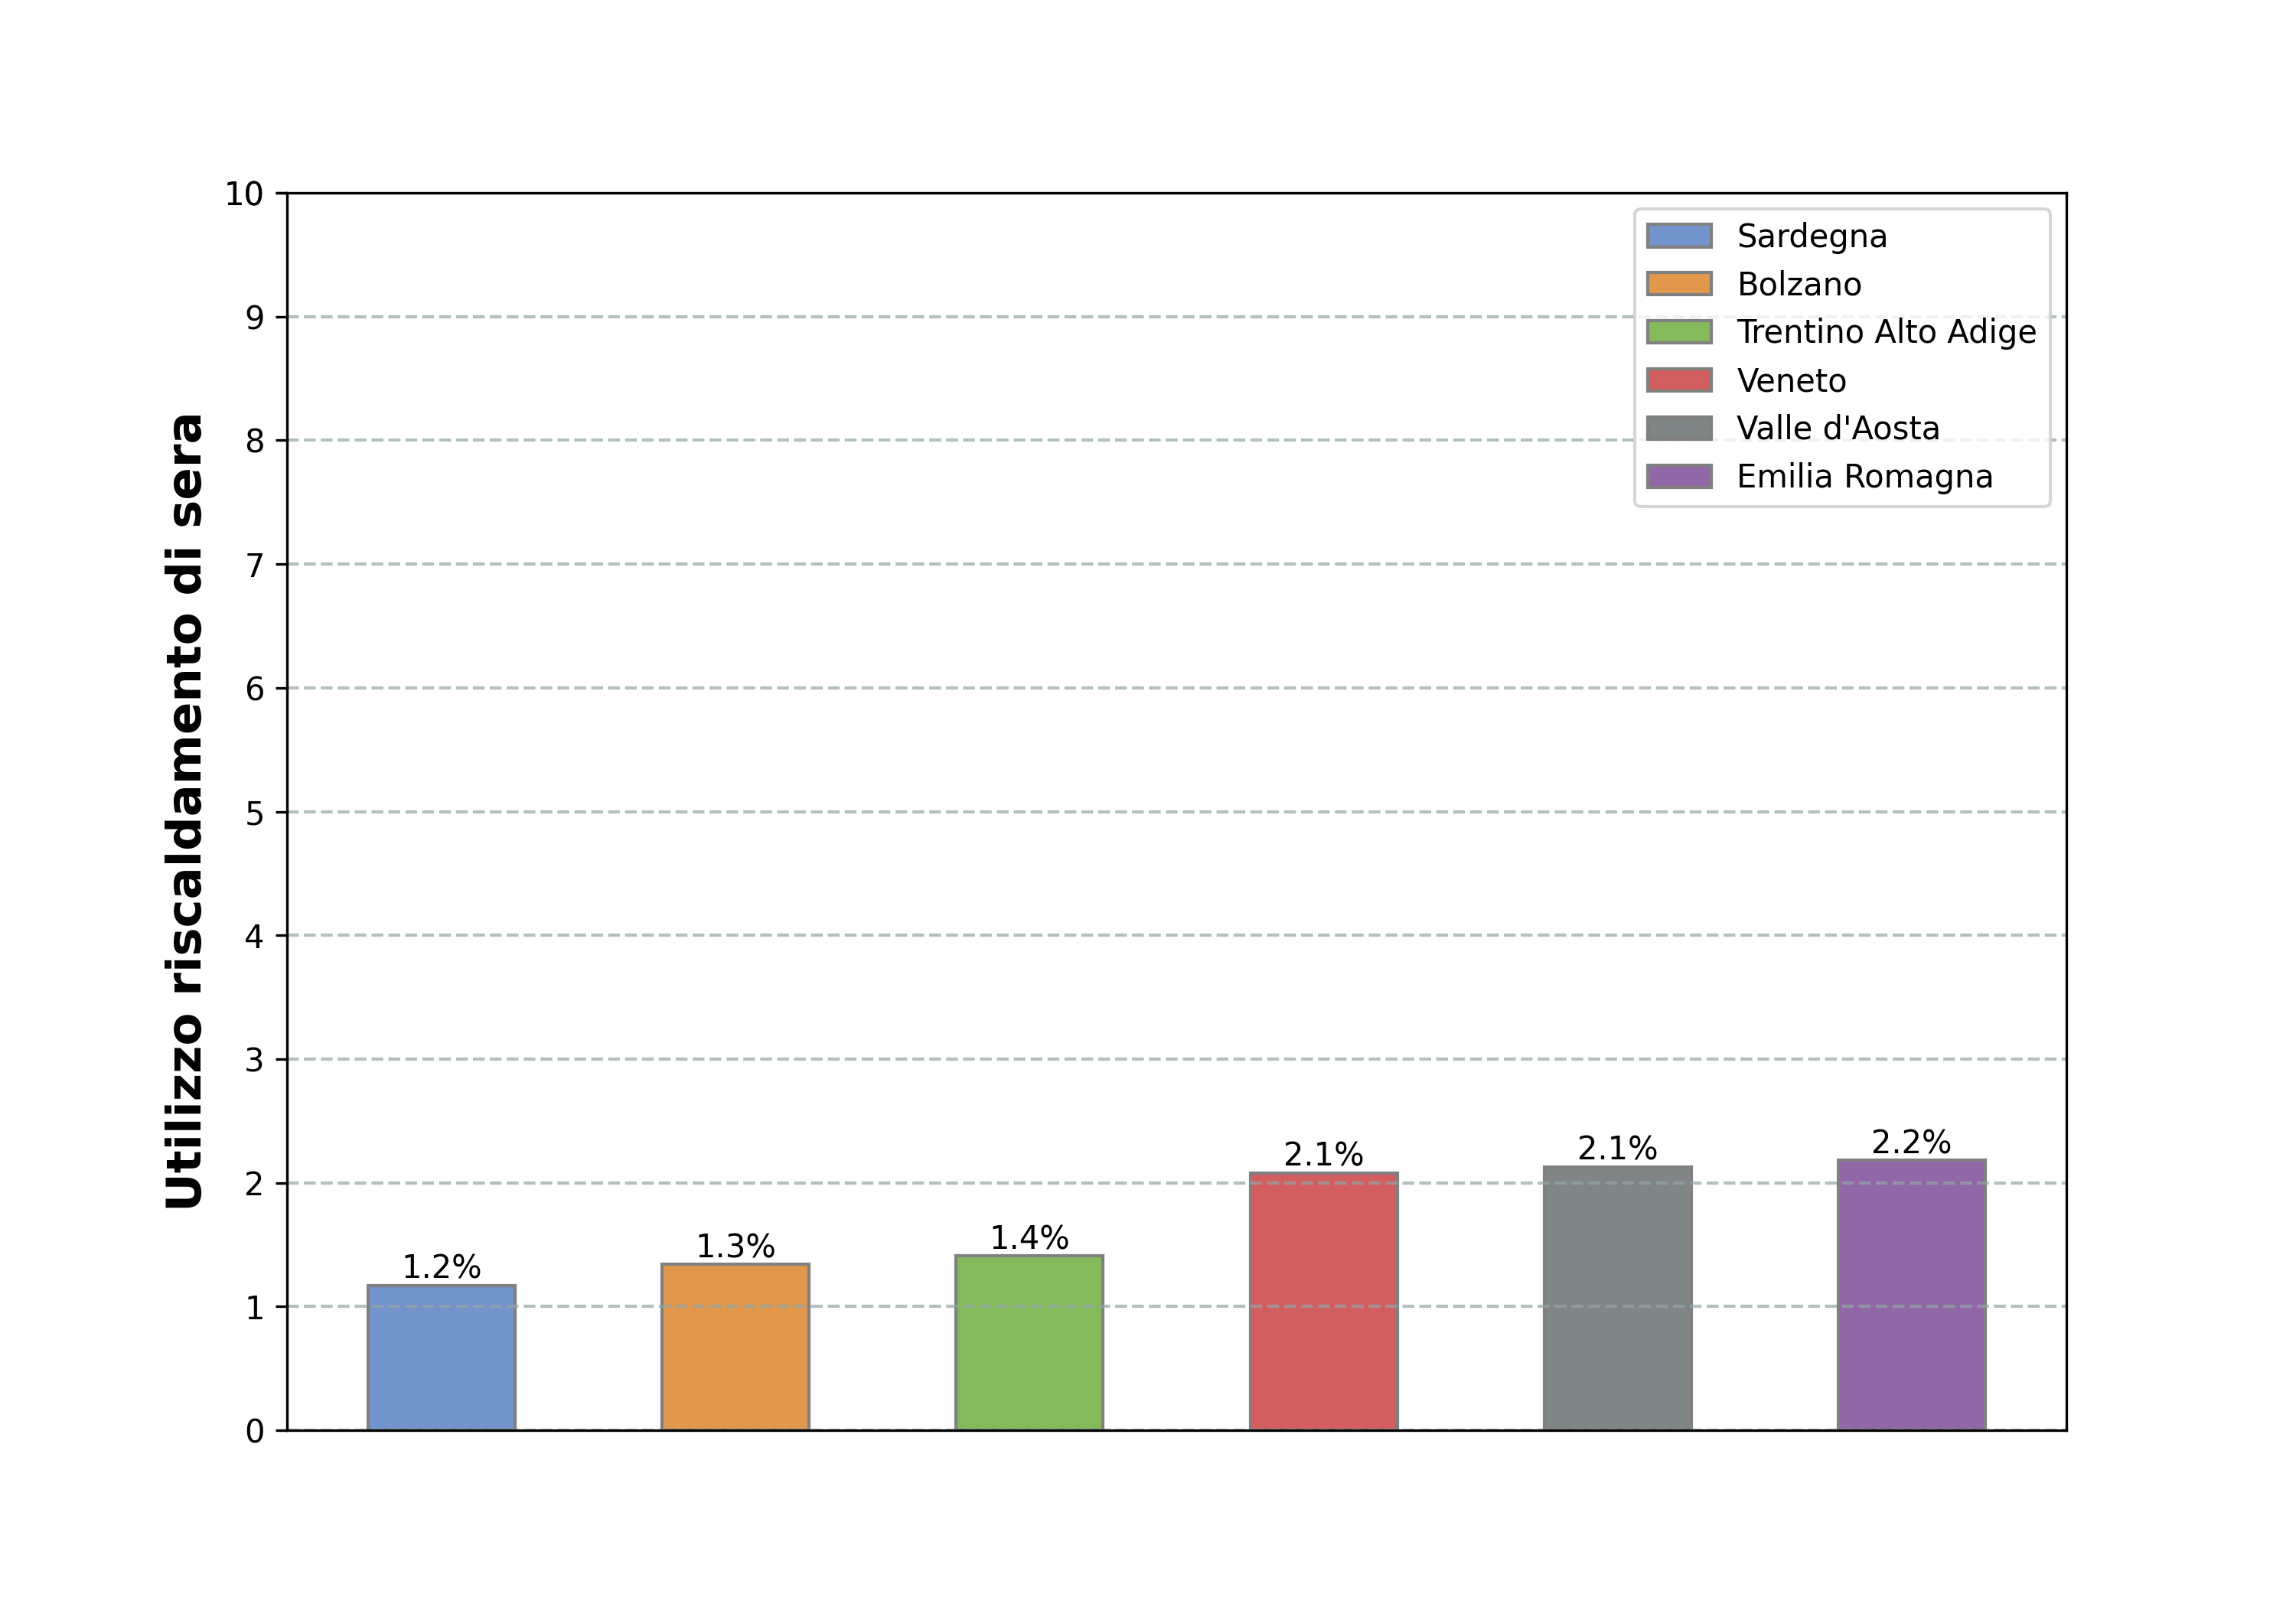 Utilizzo riscaldamento di sera
10
9
8
7
6
5
4
3
2
1
0
Sardegna
Bolzano
Trentino Alto Adige
Veneto
Valle d'Aosta
Emilia Romagna
1.2%
1.3%
1.4%
2.1%
2.1%
2.2%